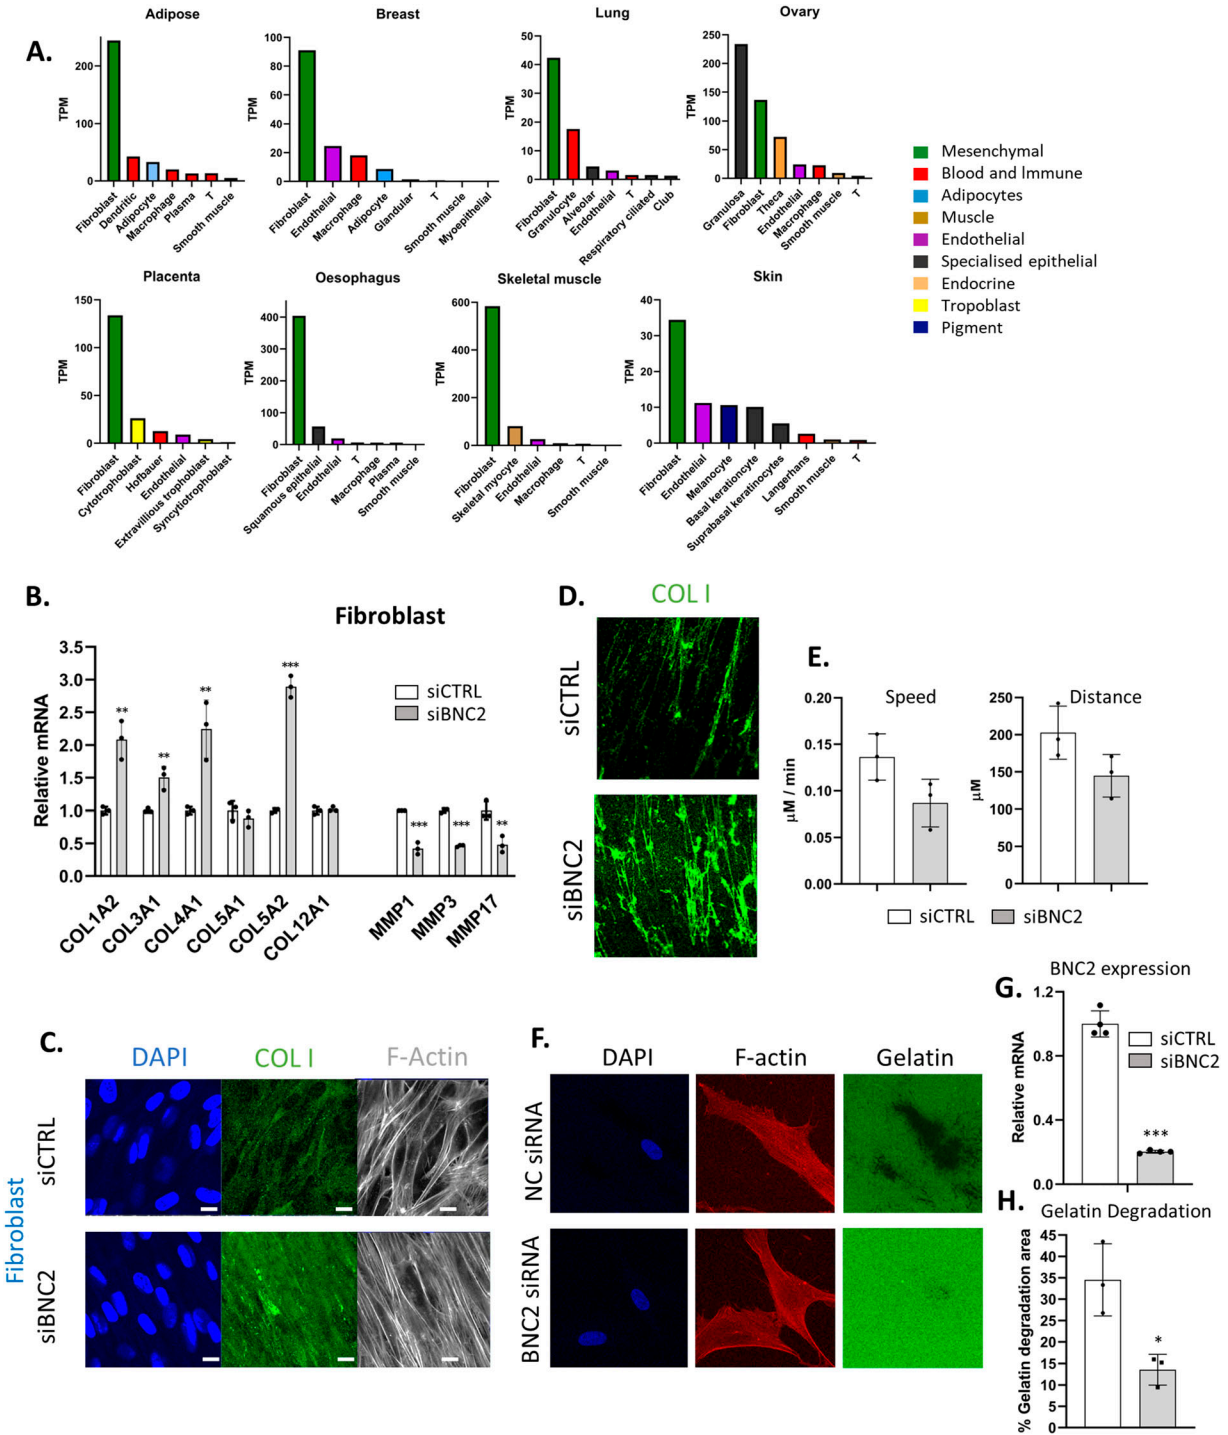 A.
Adipose
TPM
200
100
0
Fibroblast
Dendritic
Adipocyte
Macrophage
Plasma
T
Smooth muscle
Breast
TPM
100
80
60
40
20
0
Fibroblast
Endothelial
Macrophage
Adipocyte
Glandular
T
Smooth muscle
Myoepithelial
Lung
TPM
50
40
30
20
10
0
Fibroblast
Granulocyte
Alveolar
Endothelial
T
Respiratory ciliated
Club
Ovary
TPM
250
200
150
100
50
0
Granulosa
Fibroblast
Theca
Endothelial
Macrophage
Smooth muscle
T
Mesenchymal
Blood and Immune
Adipocytes
Muscle
Endothelial
Specialised epithelial
Endocrine
Tropoblast
Pigment
Placenta
TPM
150
100
50
0
Fibroblast
Cytotrophoblast
Hofbauer
Endothelial
Extravillious trophoblast
Syncytiotrophoblast
Oesophagus
TPM
400
300
200
100
0
Fibroblast
Squamous epithelial
Endothelial
T
Macrophage
Plasma
Smooth muscle
Skeletal muscle
TPM
600
400
200
0
Fibroblast
Skeletal myocyte
Endothelial
Macrophage
T
Smooth muscle
Skin
TPM
40
30
20
10
0
Fibroblast
Endothelial
Melanocyte
Basal kerationcyte
Suprabasal keratinocytes
Langerhans
Smooth muscle
T
B.
Fibroblast
Relative mRNA
3.5
3.0
2.5
2.0
1.5
1.0
0.5
0.0
**
**
**
***
***
***
**
siCTRL
siBNC2
COL1A2
COL3A1
COL4A1
COL5A1
COL5A2
COL12A1
MMP1
MMP3
MMP17
D.
COL I
siCTRL
siBNC2
E.
Speed
μM / min
0.20
0.15
0.10
0.05
0.00
Distance
μM
250
200
150
100
50
0
siCTRL
siBNC2
C.
DAPI
COL I
F-Actin
Fibroblast
siCTRL
siBNC2
F.
DAPI
F-actin
Gelatin
NC siRNA
BNC2 siRNA
G.
BNC2 expression
Relative mRNA
1.2
0.8
0.4
0.0
***
siCTRL
siBNC2
H.
Gelatin Degradation
% Gelatin degradation area
45
40
35
30
25
20
15
10
5
0
*